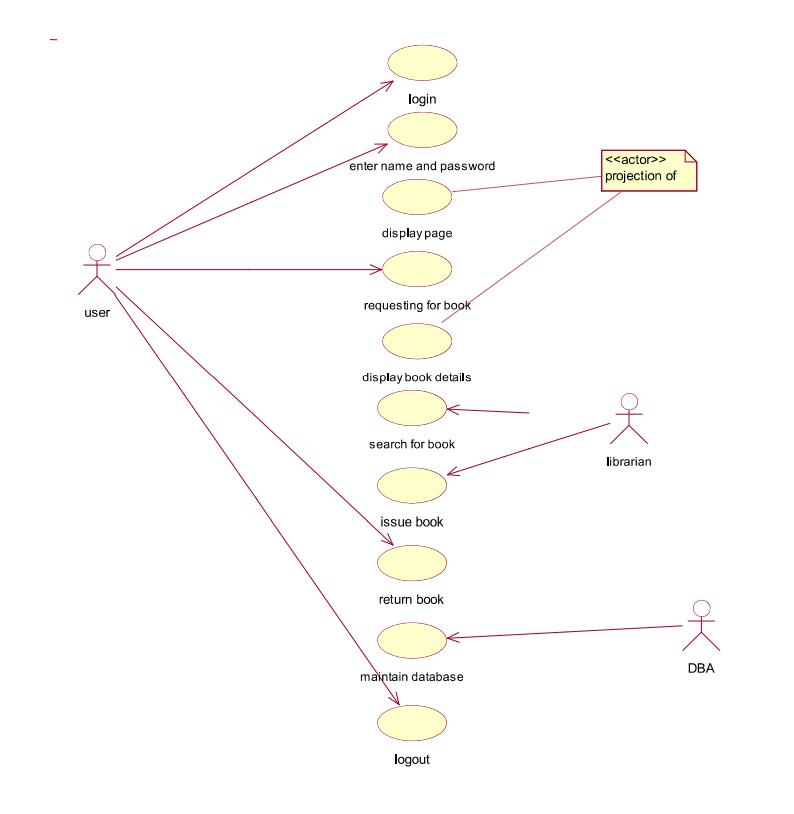 login
enter name and password
<<actor>>
projection of
display page
requesting for book
user
display book details
search for book
librarian
issue book
return book
DBA
maintain database
logout